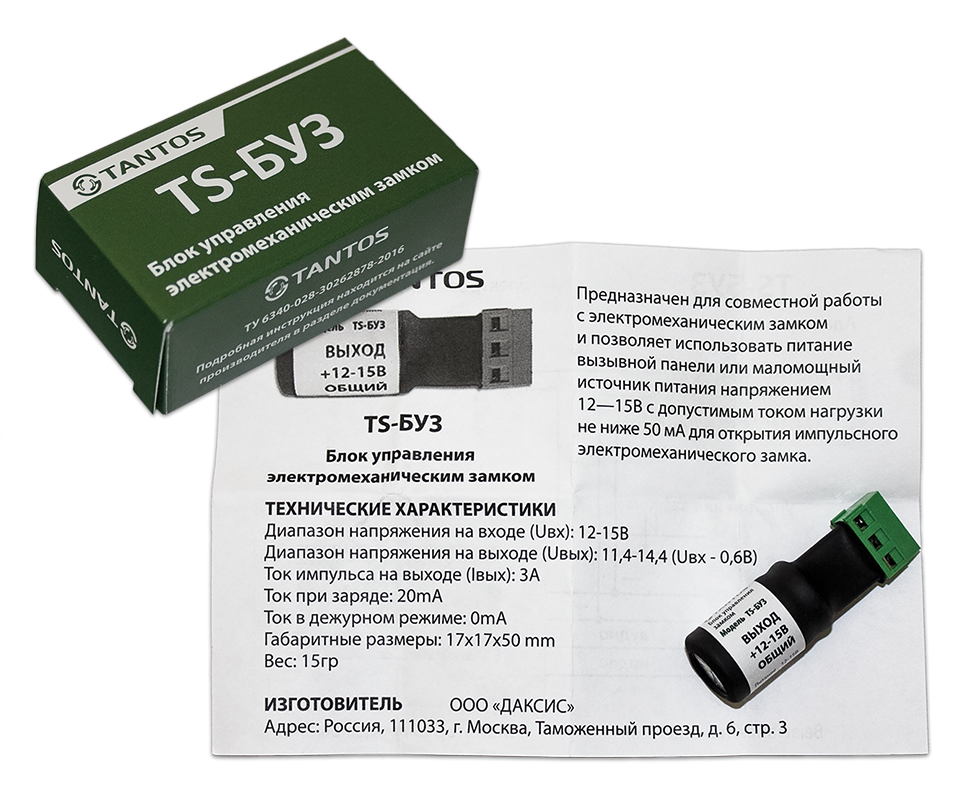 TANTOS
TS-БУЗ
Блок управления
электромеханическим замком
TANTOS
TANTOS
ТУ 6340-028-30262878-2016
Подробная инструкция находится на сайте
производителя в разделе документация.
NTOS
TS-БУЗ
ВЫХОД
+12-15В
ОБЩИЙ
TS-БУЗ
Блок управления
электромеханическим замком
Предназначен для совместной работы
с электромеханическим замком
и позволяет использовать питание
вызывной панели или маломощный
источник питания напряжением
12—15В с допустимым током нагрузки
не ниже 50 мА для открытия импульсного
электромеханического замка.
ТЕХНИЧЕСКИЕ ХАРАКТЕРИСТИКИ
Диапазон напряжения на входе (Uвх): 12-15В
Диапазон напряжения на выходе (Uвых): 11,4-14,4 (Uвх - 0,6В)
Ток импульса на выходе (Iвых): 3А
Ток при заряде: 20mA
Ток в дежурном режиме: 0mA
Габаритные размеры: 17x17x50 mm
Вес: 15гр
ИЗГОТОВИТЕЛЬ ООО «ДАКСИС»
Адрес: Россия, 111033, г. Москва, Таможенный проезд, д. 6, стр. 3
Блок управления
замком
Модель TS-БУЗ
ВЫХОД
+12-15В
ОБЩИЙ